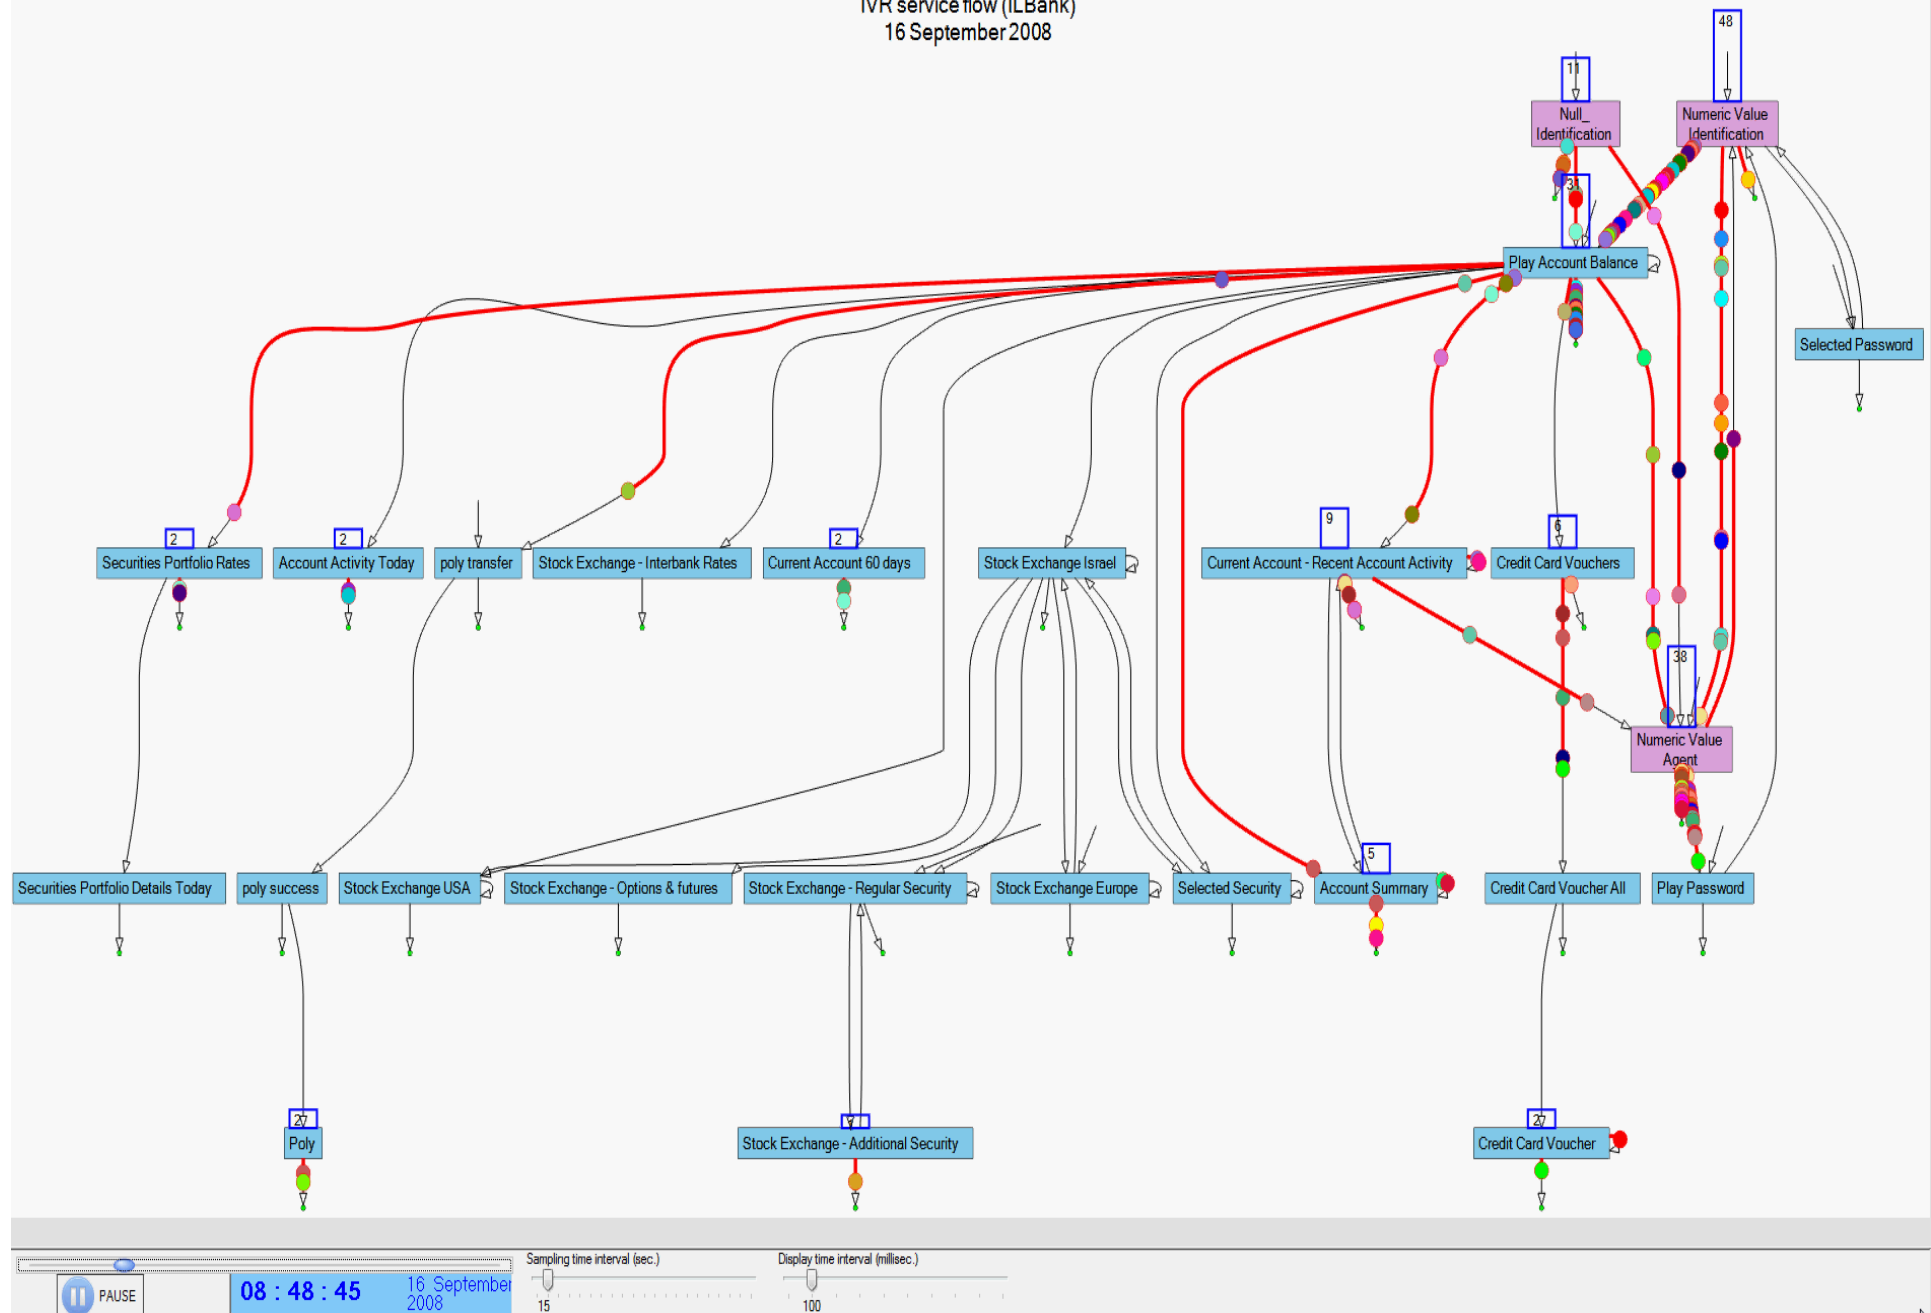 IVR service flow (ILBank)
16 September 2008
48
11
Null_
Identification
Numeric Value
Identification
31
Play Account Balance
Selected Password
2
2
2
9
6
Securities Portfolio Rates
Account Activity Today
poly transfer
Stock Exchange - Interbank Rates
Current Account 60 days
Stock Exchange Israel
Current Account - Recent Account Activity
Credit Card Vouchers
38
Numeric Value
Agent
5
Securities Portfolio Details Today
poly success
Stock Exchange USA
Stock Exchange - Options & futures
Stock Exchange - Regular Security
Stock Exchange Europe
Selected Security
Account Summary
Credit Card Voucher All
Play Password
2
2
Poly
Stock Exchange - Additional Security
Credit Card Voucher
Sampling time interval (sec.)
Display time interval (millisec.)
PAUSE
08 : 48 : 45
16 September
2008
15
100